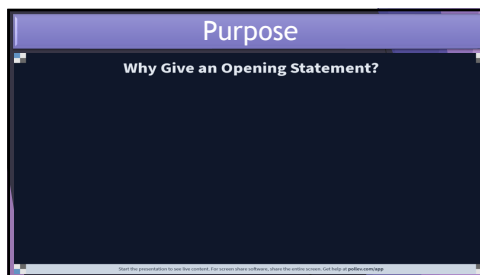 Purpose
Why Give an Opening Statement?
Start the presentation to see live content. For screen share software, share the entire screen. Get help at pollev.com/app